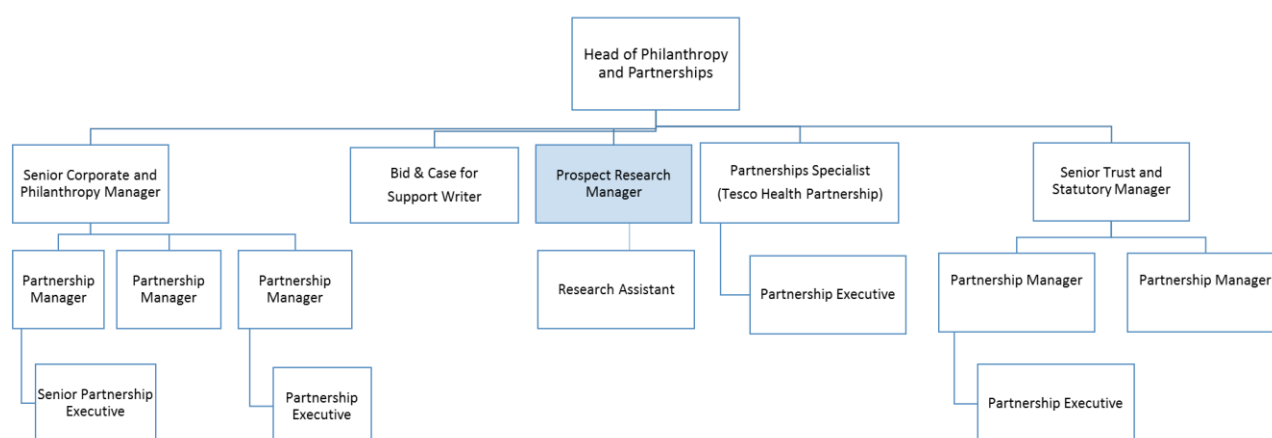 Head of Philanthropy
and Partnerships
Senior Corporate and
Philanthropy Manager
Bid & Case for
Support Writer
Prospect Research
Manager
Partnerships Specialist
(Tesco Health Partnership)
Senior Trust and
Statutory Manager
Partnership
Manager
Partnership
Manager
Partnership
Manager
Research Assistant
Partnership Executive
Partnership Manager
Partnership Manager
Senior Partnership
Executive
Partnership
Executive
Partnership Executive